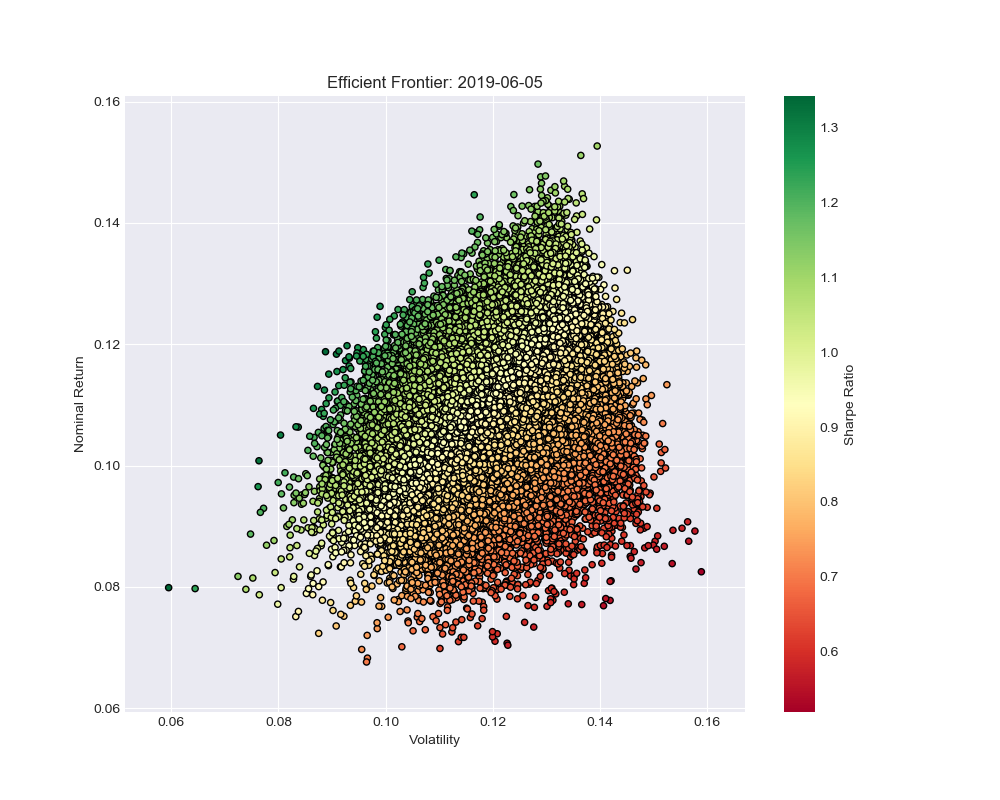 Efficient Frontier: 2019-06-05
0.16
0.14
0.12
0.10
0.08
0.06
Nominal Return
0.06 0.08 0.10 0.12 0.14 0.16
Volatility
1.3
1.2
1.1
1.0
0.9
0.8
0.7
0.6
Sharpe Ratio